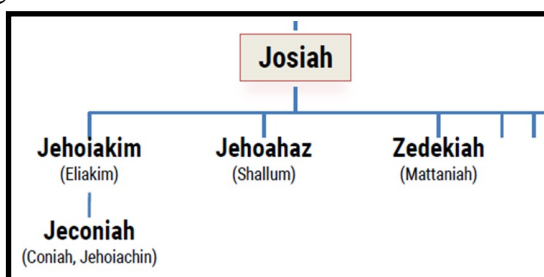 Josiah
Jehoiakim Jehoahaz Zedekiah
(Eliakim) (Shallum) (Mattaniah)
Jeconiah
(Coniah, Jehoiachin)